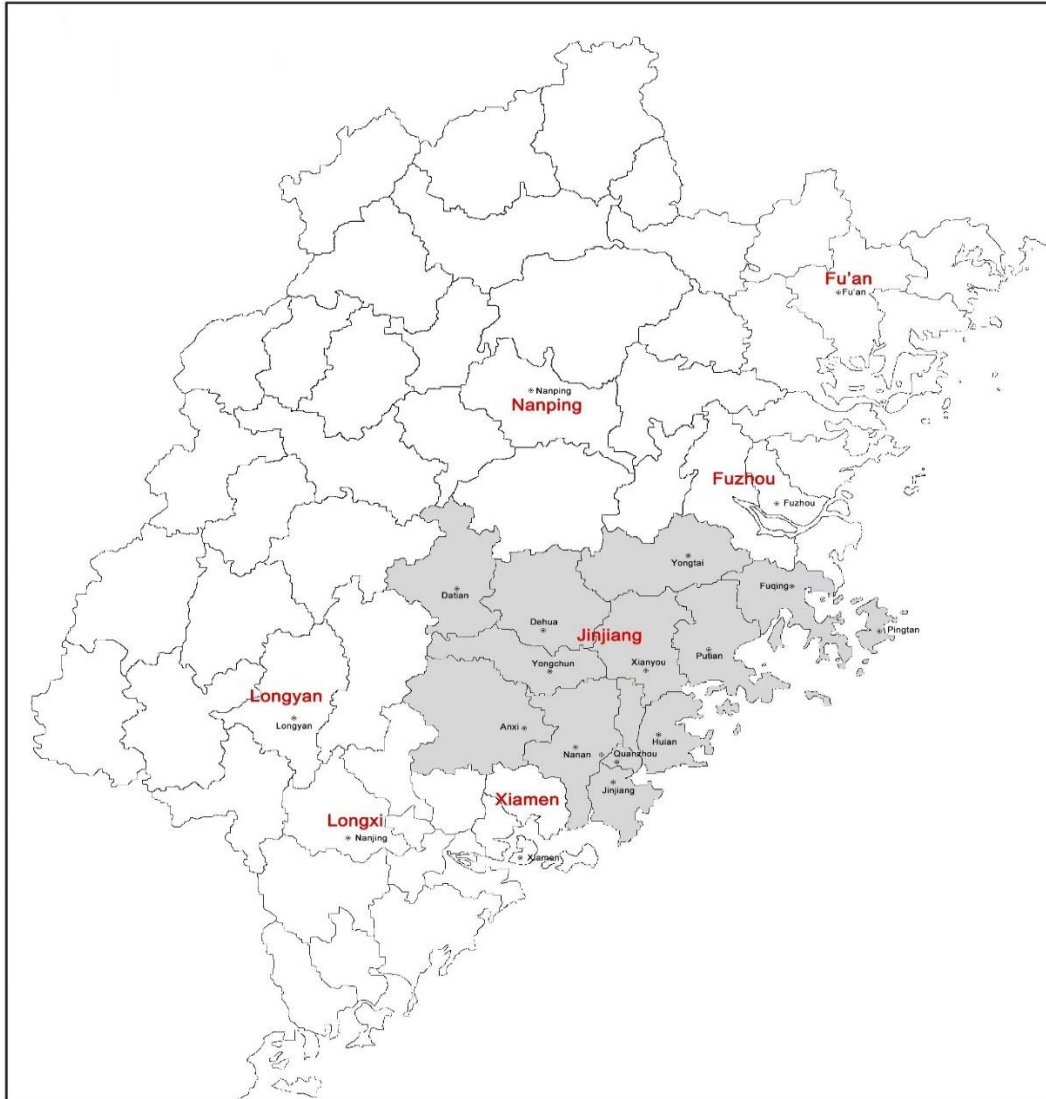 Fu'an
Fu'an
Nanping
Nanping
Fuzhou
Fuzhou
Yongtai
Datian
Fuqing
Dehua
Jinjiang
Pingtan
Putian
Yongchun
Xianyou
Longyan
Longyan
Anxi
Huian
Nanan
Quanzhou
Jinjiang
Xiamen
Longxi
Nanjing
Xiamen